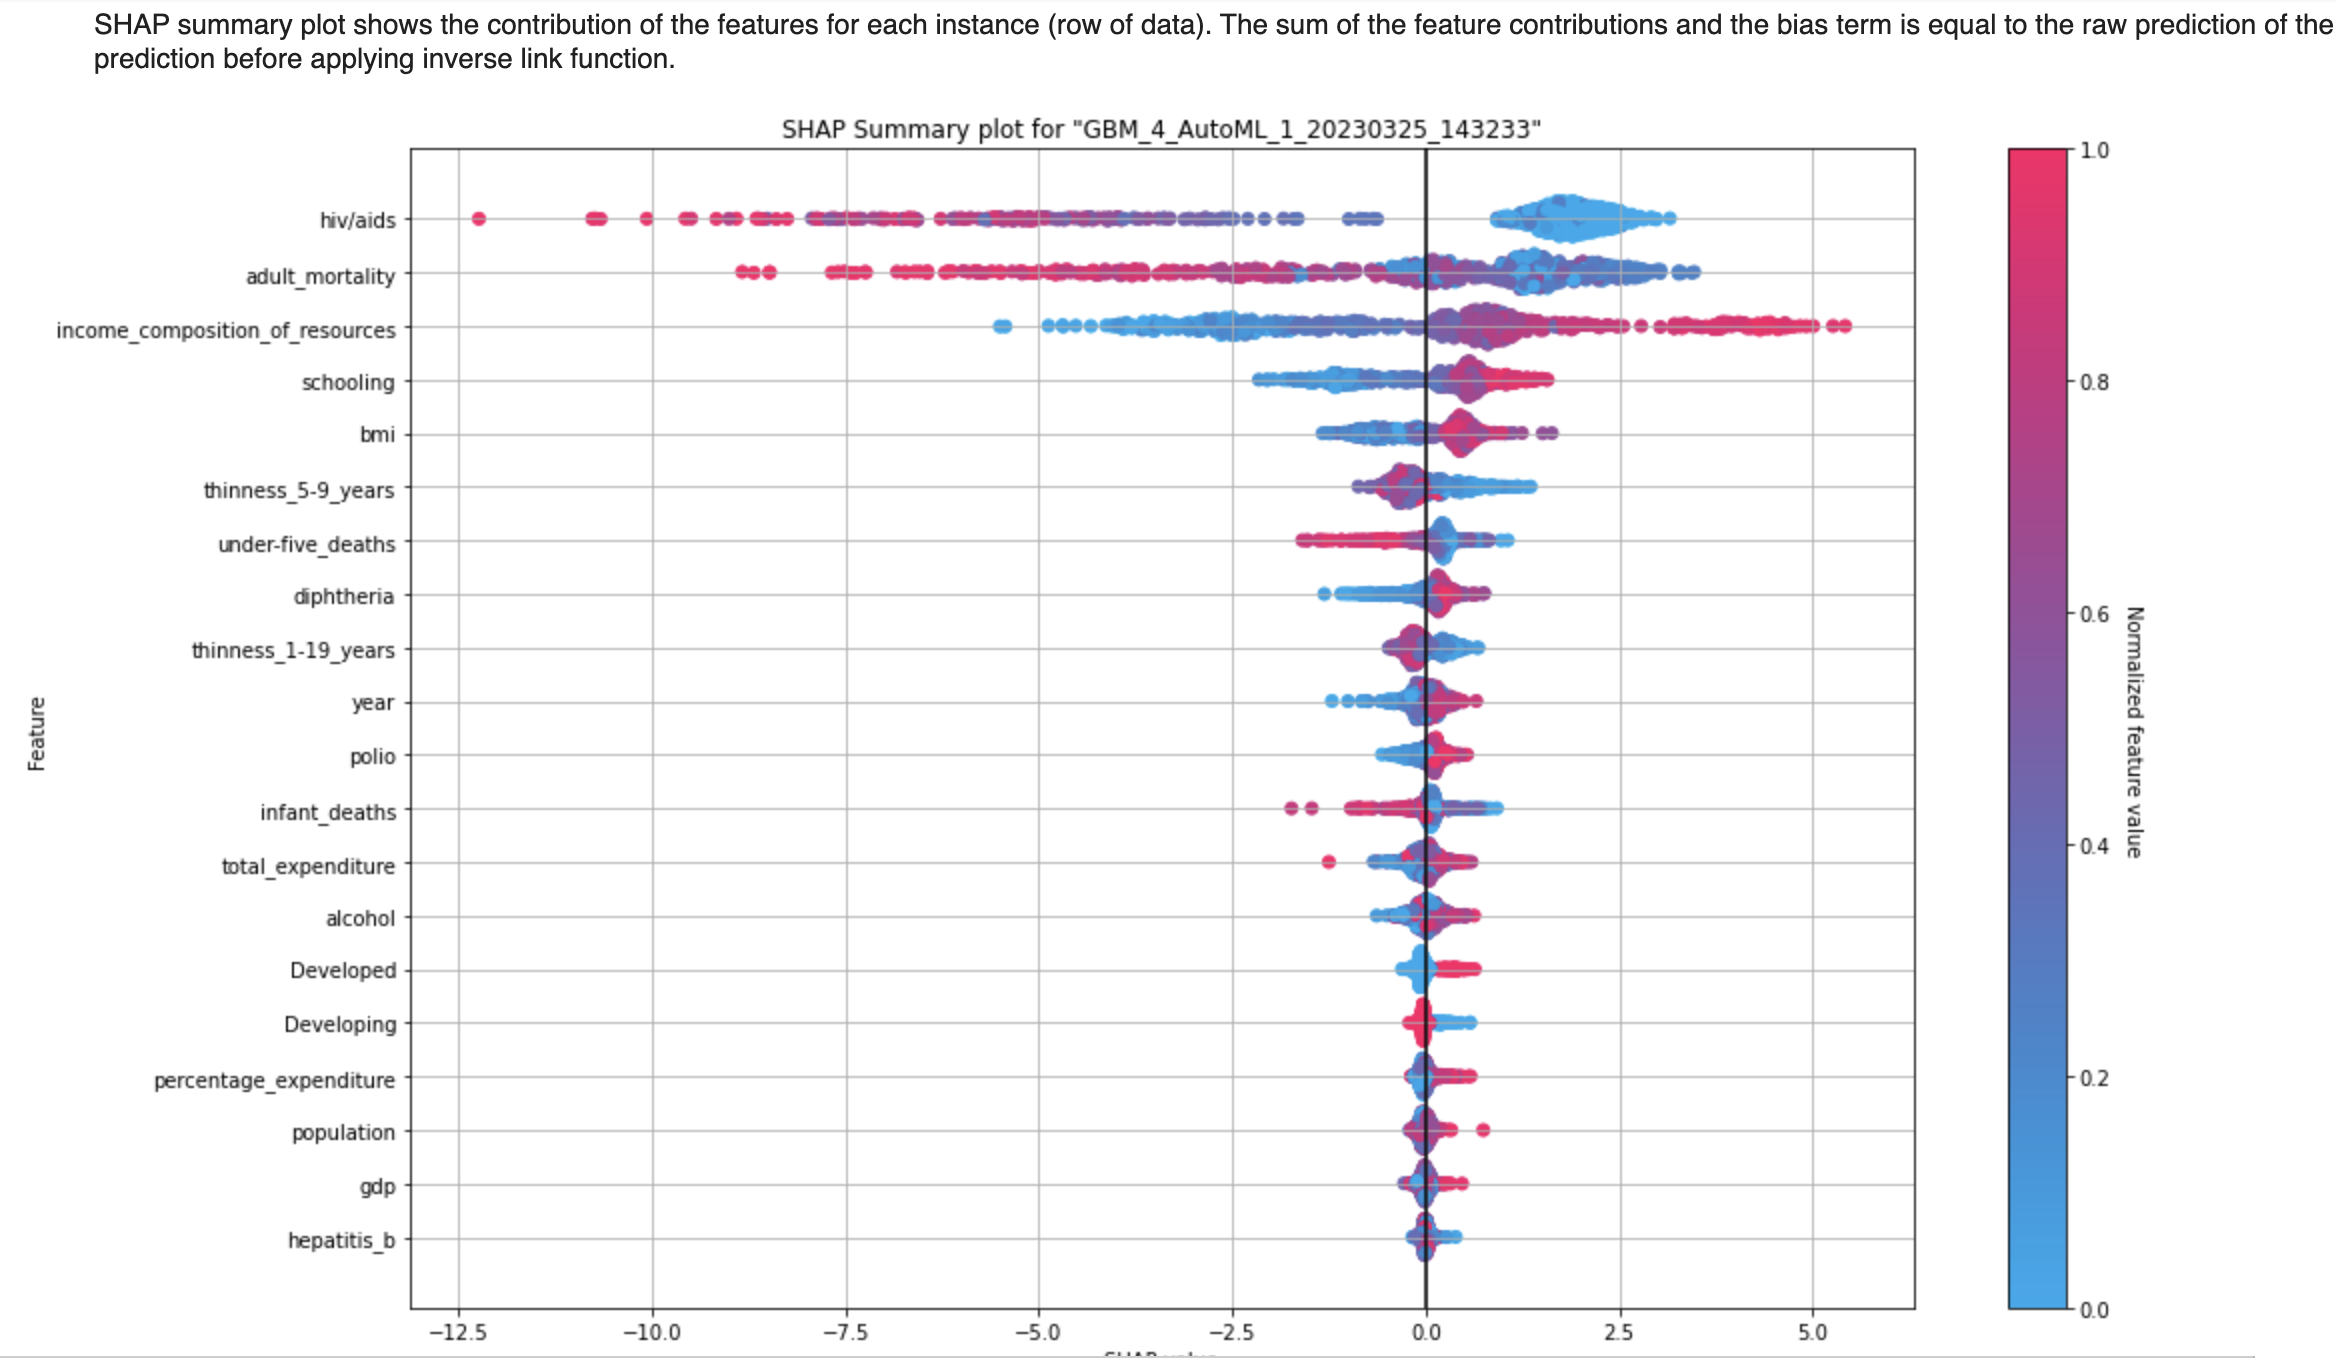 SHAP summary plot shows the contribution of the features for each instance (row of data). The sum of the feature contributions and the bias term is equal to the raw prediction of the
prediction before applying inverse link function.
SHAP Summary plot for "GBM_4_AutoML_1_20230325_143233"
hiv/aids
adult_mortality
income_composition_of_resources
schooling
bmi
thinness_5-9_years
under-five_deaths
diphtheria
thinness_1-19_years
year
polio
infant_deaths
total_expenditure
alcohol
Developed
Developing
percentage_expenditure
population
gdp
hepatitis_b
Feature
−12.5
−10.0
−7.5
−5.0
−2.5
0.0
2.5
5.0
SHAP value
1.0
0.8
0.6
0.4
0.2
0.0
Normalized feature value